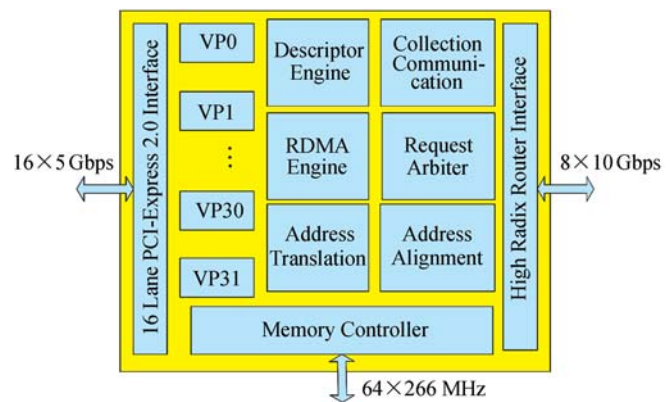 16 Lane PCI-Express 2.0 Interface
VP0
VP1
⋮
VP30
VP31
Descriptor
Engine
Collection
Communi-
cation
RDMA
Engine
Request
Arbiter
Address
Translation
Address
Alignment
Memory Controller
High Radix Router Interface
16×5 Gbps
8×10 Gbps
64×266 MHz